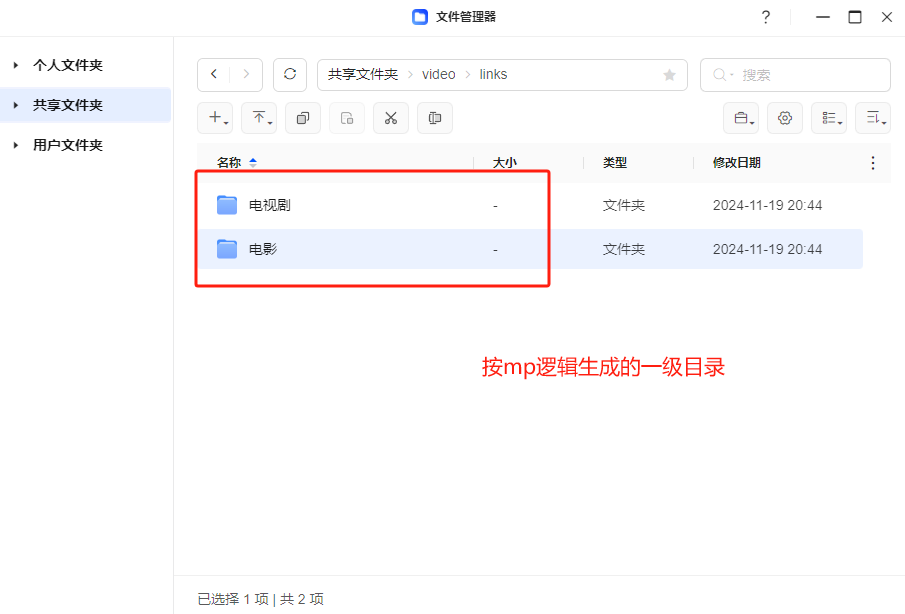 文件管理器
?
个人文件夹
共享文件夹
用户文件夹
共享文件夹 > video > links
搜索
名称 大小 类型 修改日期
电视剧 - 文件夹 2024-11-19 20:44
电影 - 文件夹 2024-11-19 20:44
按mp逻辑生成的一级目录
已选择 1 项 | 共 2 项